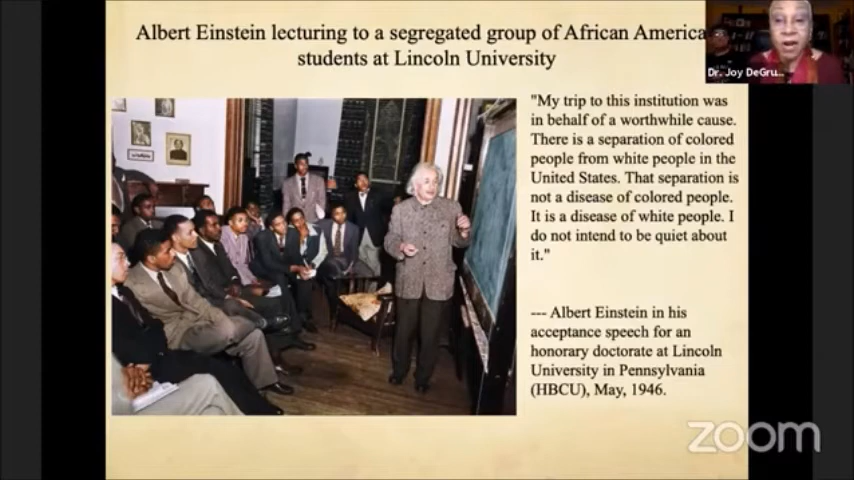 Albert Einstein lecturing to a segregated group of African America
students at Lincoln University
Dr. Joy DeGru...
"My trip to this institution was
in behalf of a worthwhile cause.
There is a separation of colored
people from white people in the
United States. That separation is
not a disease of colored people.
It is a disease of white people. I
do not intend to be quiet about
it."
--- Albert Einstein in his
acceptance speech for an
honorary doctorate at Lincoln
University in Pennsylvania
(HBCU), May, 1946.
zoom